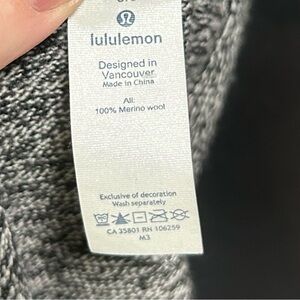 lululemon
Designed in
Vancouver
Made in China
All:
100% Merino wool
Exclusive of decoration
Wash separately
CA 35801 RN 106259
M3